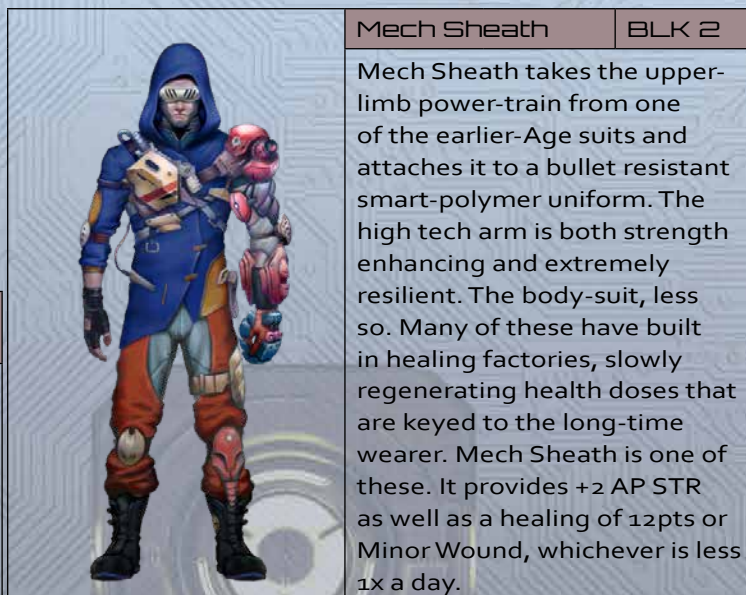 Mech Sheath BLK 2
Mech Sheath takes the upper-
limb power-train from one
of the earlier-Age suits and
attaches it to a bullet resistant
smart-polymer uniform. The
high tech arm is both strength
enhancing and extremely
resilient. The body-suit, less
so. Many of these have built
in healing factories, slowly
regenerating health doses that
are keyed to the long-time
wearer. Mech Sheath is one of
these. It provides +2 AP STR
as well as a healing of 12pts or
Minor Wound, whichever is less
1x a day.